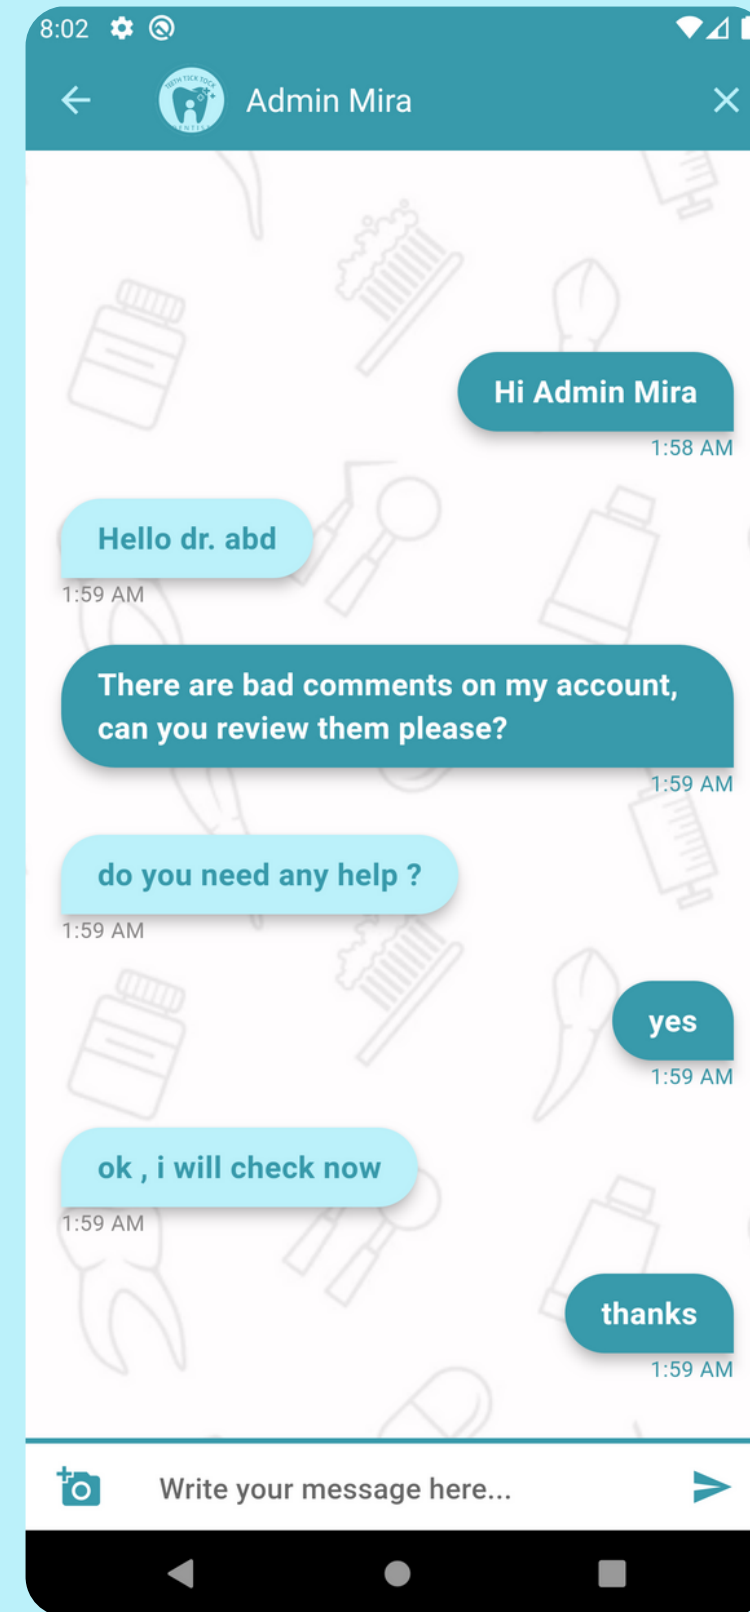 8:02
TEETH TICK TOCK
Admin Mira
Hi Admin Mira
1:58 AM
Hello dr. abd
1:59 AM
There are bad comments on my account,
can you review them please?
1:59 AM
do you need any help ?
1:59 AM
yes
1:59 AM
ok , i will check now
1:59 AM
thanks
1:59 AM
Write your message here...